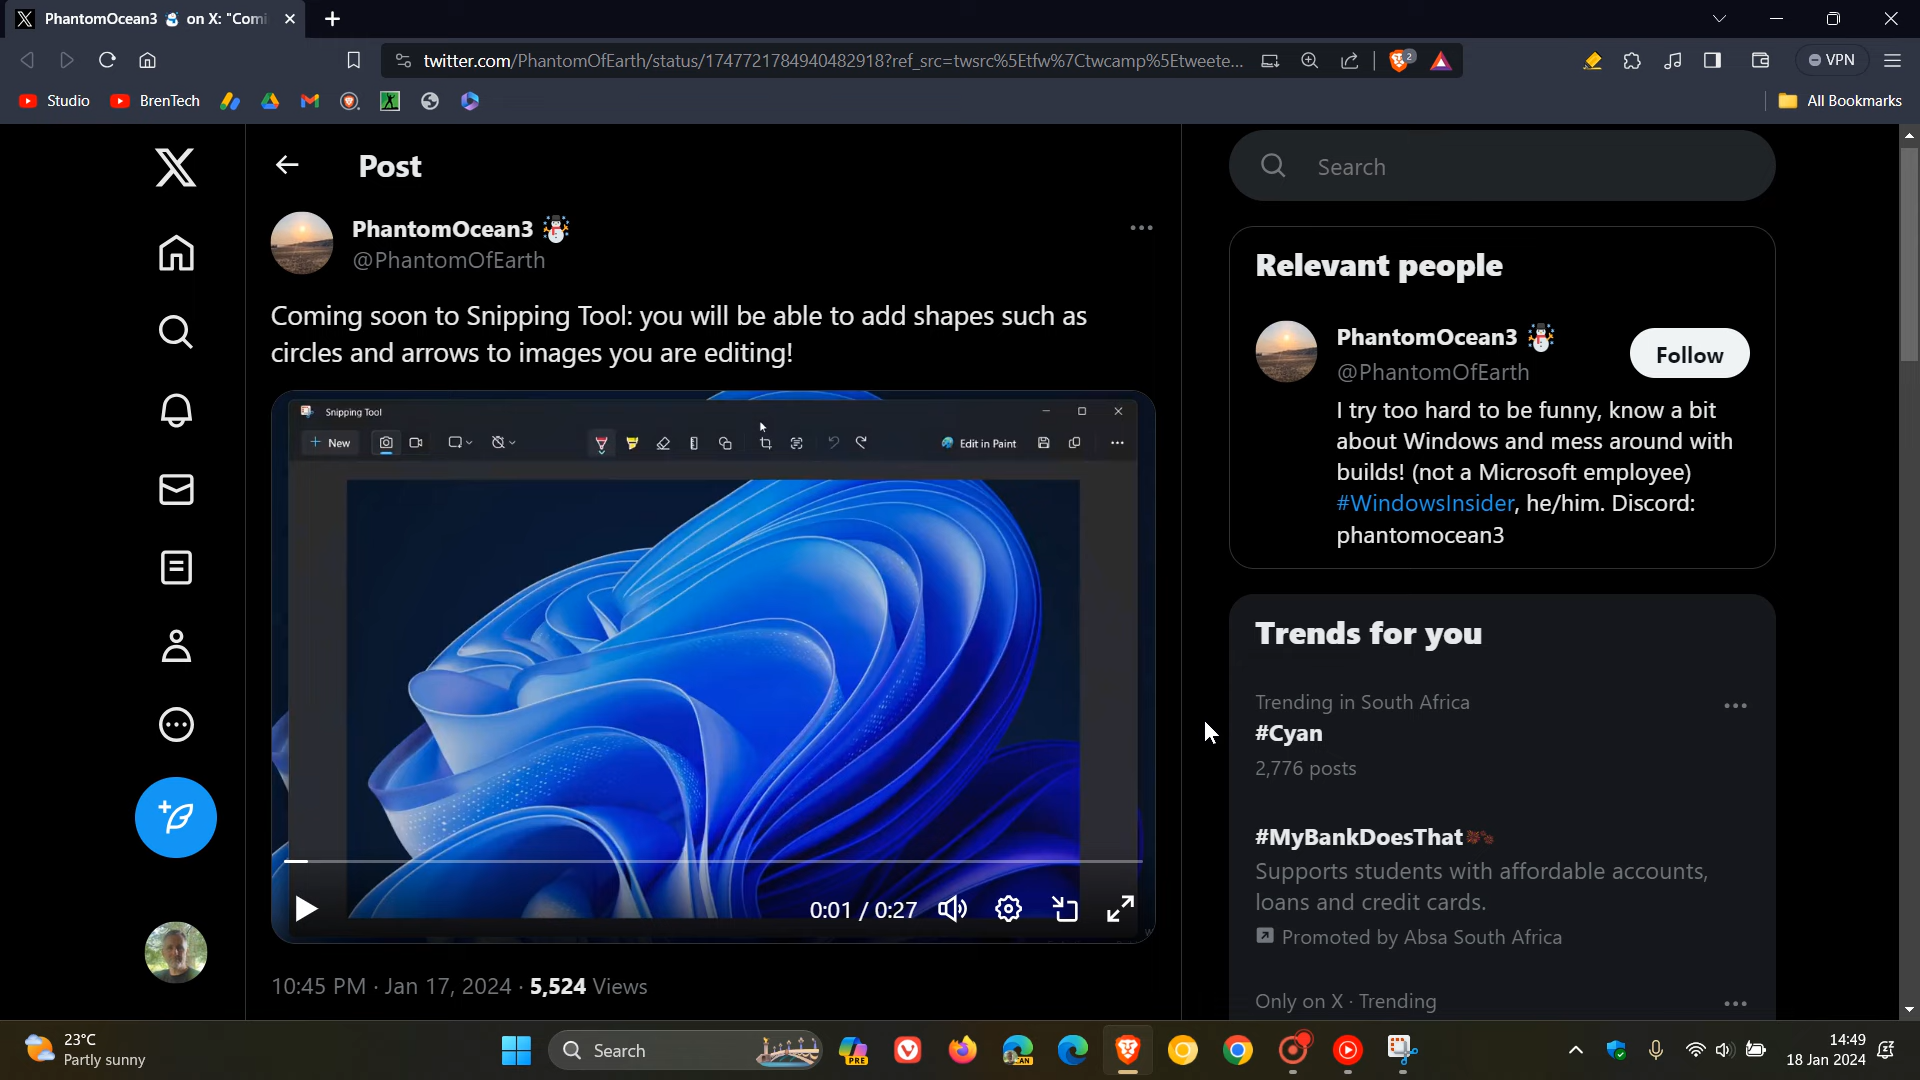 PhantomOcean3 ⛄ on X: "Comi
twitter.com/PhantomOfEarth/status/1747721784940482918?ref_src=twsrc%5Etfw%7Ctwcamp%5Etweete...
2
VPN
Studio
BrenTech
All Bookmarks
Post
PhantomOcean3 ⛄
@PhantomOfEarth
Coming soon to Snipping Tool: you will be able to add shapes such as
circles and arrows to images you are editing!
Snipping Tool
New
Edit in Paint
0:01 / 0:27
10:45 PM · Jan 17, 2024 · 5,524 Views
Search
Relevant people
PhantomOcean3 ⛄
@PhantomOfEarth
Follow
I try too hard to be funny, know a bit
about Windows and mess around with
builds! (not a Microsoft employee)
#WindowsInsider, he/him. Discord:
phantomocean3
Trends for you
Trending in South Africa
#Cyan
2,776 posts
#MyBankDoesThat
Supports students with affordable accounts,
loans and credit cards.
Promoted by Absa South Africa
Only on X · Trending
23°C
Partly sunny
Search
PRE
CAN
14:49
18 Jan 2024